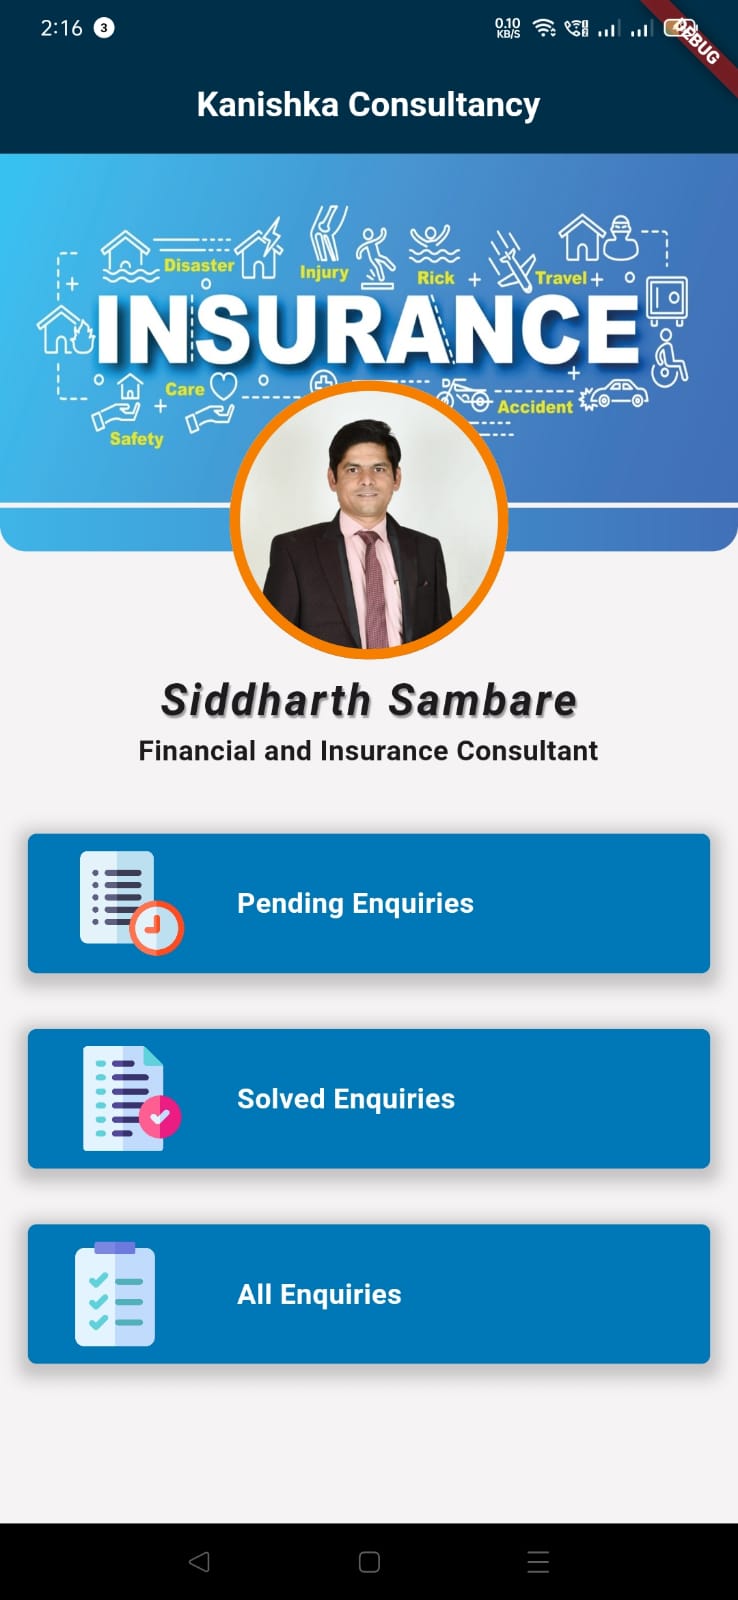 2:16 3
0.10
KB/S
DEBUG
Kanishka Consultancy
Disaster
Injury
Rick
Travel
INSURANCE
Care
Accident
Safety
Siddharth Sambare
Financial and Insurance Consultant
Pending Enquiries
Solved Enquiries
All Enquiries